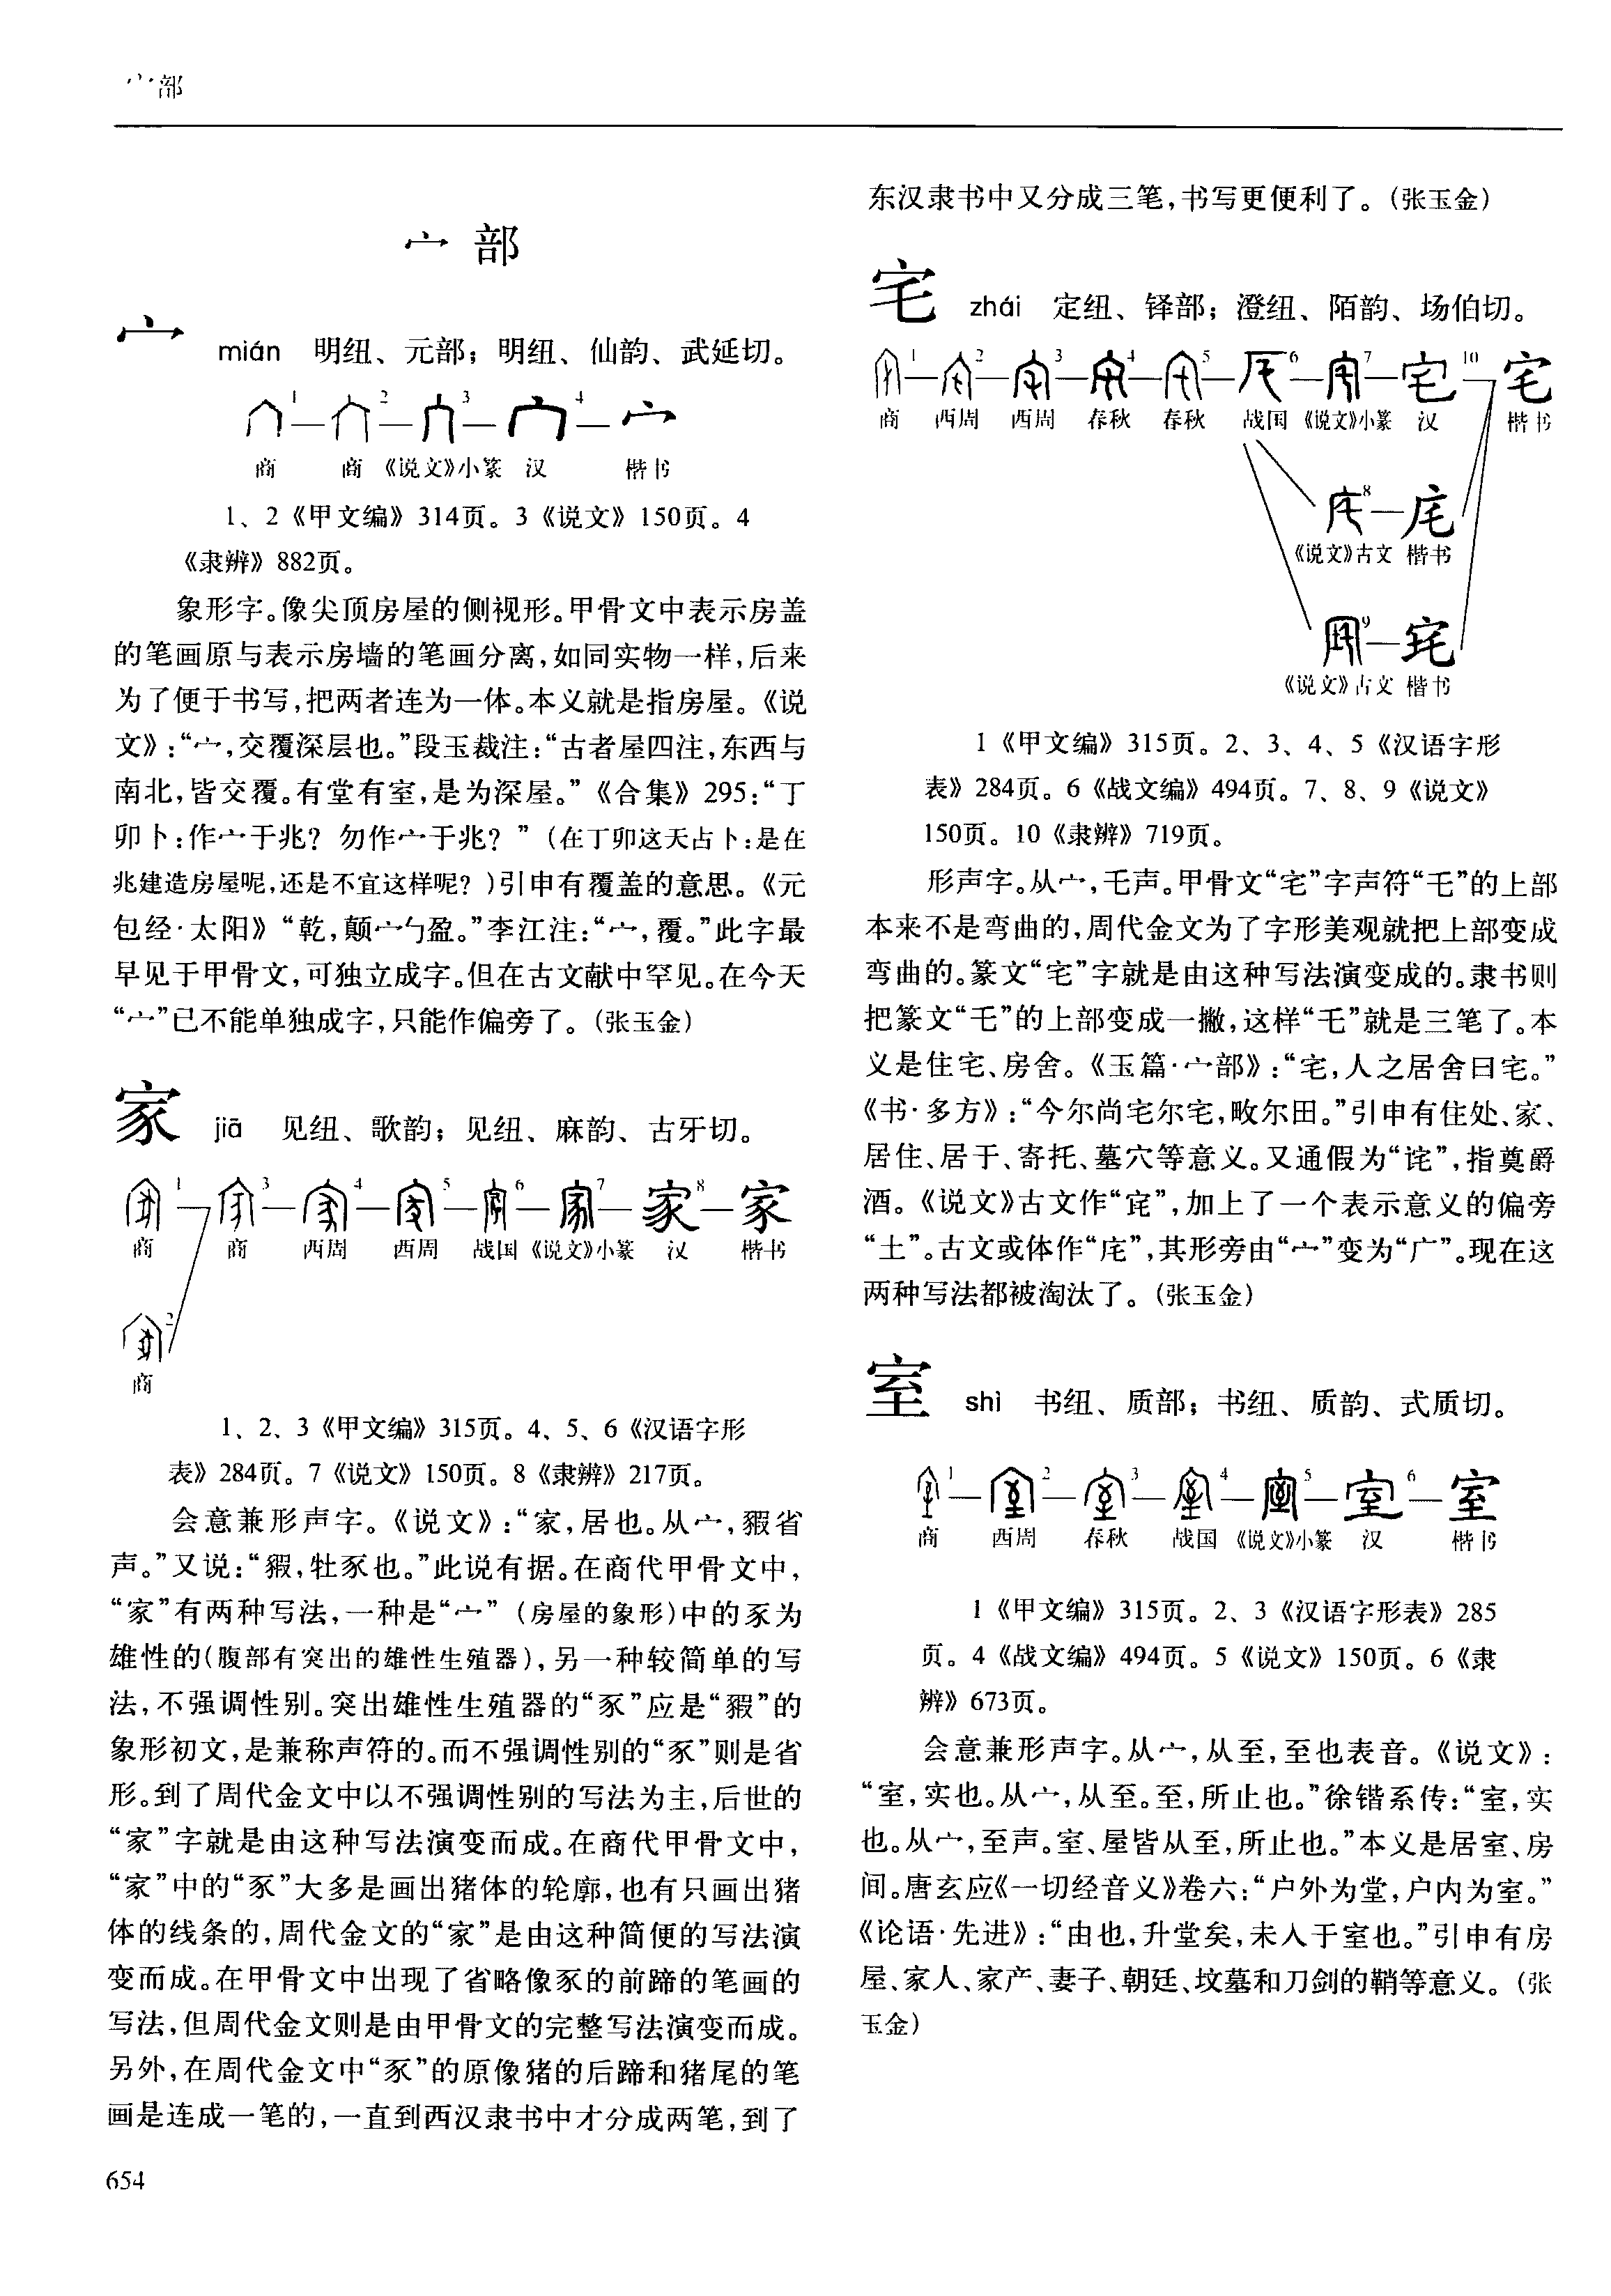 宀部
宀 部
宀 mián 明纽、元部；明纽、仙韵、武延切。
1 — 2 — 3 — 4 — 宀
商 商 《说文》小篆 汉 楷书
1、2《甲文编》314页。3《说文》150页。4
《隶辨》882页。
象形字。像尖顶房屋的侧视形。甲骨文中表示房盖
的笔画原与表示房墙的笔画分离，如同实物一样，后来
为了便于书写，把两者连为一体。本义就是指房屋。《说
文》：“宀，交覆深层也。”段玉裁注：“古者屋四注，东西与
南北，皆交覆。有堂有室，是为深屋。”《合集》295：“丁
卯卜：作宀于兆？勿作宀于兆？”（在丁卯这天占卜：是在
兆建造房屋呢，还是不宜这样呢？）引申有覆盖的意思。《元
包经·太阳》“乾，颠宀勹盈。”李江注：“宀，覆。”此字最
早见于甲骨文，可独立成字。但在古文献中罕见。在今天
“宀”已不能单独成字，只能作偏旁了。（张玉金）
家 jiā 见纽、歌韵；见纽、麻韵、古牙切。
1 3 — 4 — 5 — 6 — 7 — 家8 — 家
商 商 西周 西周 战国 《说文》小篆 汉 楷书
2
商
1、2、3《甲文编》315页。4、5、6《汉语字形
表》284页。7《说文》150页。8《隶辨》217页。
会意兼形声字。《说文》：“家，居也。从宀，豭省
声。”又说：“豭，牡豕也。”此说有据。在商代甲骨文中，
“家”有两种写法，一种是“宀”（房屋的象形）中的豕为
雄性的（腹部有突出的雄性生殖器），另一种较简单的写
法，不强调性别。突出雄性生殖器的“豕”应是“豭”的
象形初文，是兼称声符的。而不强调性别的“豕”则是省
形。到了周代金文中以不强调性别的写法为主，后世的
“家”字就是由这种写法演变而成。在商代甲骨文中，
“家”中的“豕”大多是画出猪体的轮廓，也有只画出猪
体的线条的，周代金文的“家”是由这种简便的写法演
变而成。在甲骨文中出现了省略像豕的前蹄的笔画的
写法，但周代金文则是由甲骨文的完整写法演变而成。
另外，在周代金文中“豕”的原像猪的后蹄和猪尾的笔
画是连成一笔的，一直到西汉隶书中才分成两笔，到了
654
东汉隶书中又分成三笔，书写更便利了。（张玉金）
宅 zhái 定纽、铎部；澄纽、陌韵、场伯切。
1 — 2 — 3 — 4 — 5 — 6 — 7 — 宅10 宅
商 西周 西周 春秋 春秋 战国 《说文》小篆 汉 楷书
8 — 㡯
《说文》古文 楷书
9 —
《说文》古文 楷书
1《甲文编》315页。2、3、4、5《汉语字形
表》284页。6《战文编》494页。7、8、9《说文》
150页。10《隶辨》719页。
形声字。从宀，乇声。甲骨文“宅”字声符“乇”的上部
本来不是弯曲的，周代金文为了字形美观就把上部变成
弯曲的。篆文“宅”字就是由这种写法演变成的。隶书则
把篆文“乇”的上部变成一撇，这样“乇”就是三笔了。本
义是住宅、房舍。《玉篇·宀部》：“宅，人之居舍曰宅。”
《书·多方》：“今尔尚宅尔宅，畋尔田。”引申有住处、家、
居住、居于、寄托、墓穴等意义。又通假为“诧”，指奠爵
酒。《说文》古文作“”，加上了一个表示意义的偏旁
“土”。古文或体作“㡯”，其形旁由“宀”变为“广”。现在这
两种写法都被淘汰了。（张玉金）
室 shì 书纽、质部；书纽、质韵、式质切。
1 — 2 — 3 — 4 — 5 — 室6 — 室
商 西周 春秋 战国 《说文》小篆 汉 楷书
1《甲文编》315页。2、3《汉语字形表》285
页。4《战文编》494页。5《说文》150页。6《隶
辨》673页。
会意兼形声字。从宀，从至，至也表音。《说文》：
“室，实也。从宀，从至。至，所止也。”徐锴系传：“室，实
也。从宀，至声。室、屋皆从至，所止也。”本义是居室、房
间。唐玄应《一切经音义》卷六：“户外为堂，户内为室。”
《论语·先进》：“由也，升堂矣，未入于室也。”引申有房
屋、家人、家产、妻子、朝廷、坟墓和刀剑的鞘等意义。（张
玉金）